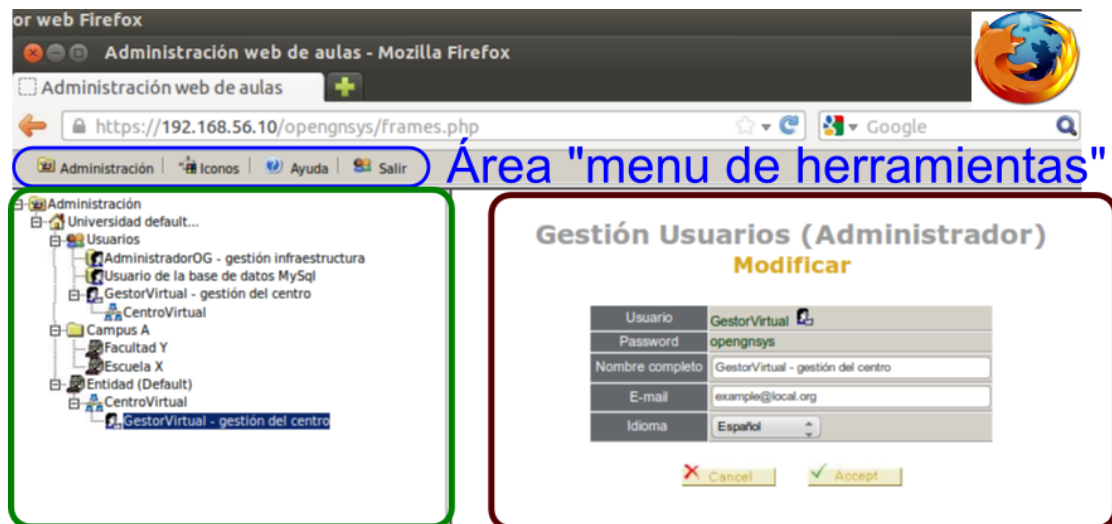 or web Firefox
Administración web de aulas - Mozilla Firefox
Administración web de aulas
https://192.168.56.10/opengnsys/frames.php
Google
Administración
Iconos
Ayuda
Salir
Área "menu de herramientas"
Administración
Universidad default...
Usuarios
AdministradorOG - gestión infraestructura
Usuario de la base de datos MySql
GestorVirtual - gestión del centro
CentroVirtual
Campus A
Facultad Y
Escuela X
Entidad (Default)
CentroVirtual
GestorVirtual - gestión del centro
Gestión Usuarios (Administrador)
Modificar
Usuario GestorVirtual
Password opengnsys
Nombre completo GestorVirtual - gestión del centro
E-mail example@local.org
Idioma Español
Cancel Accept